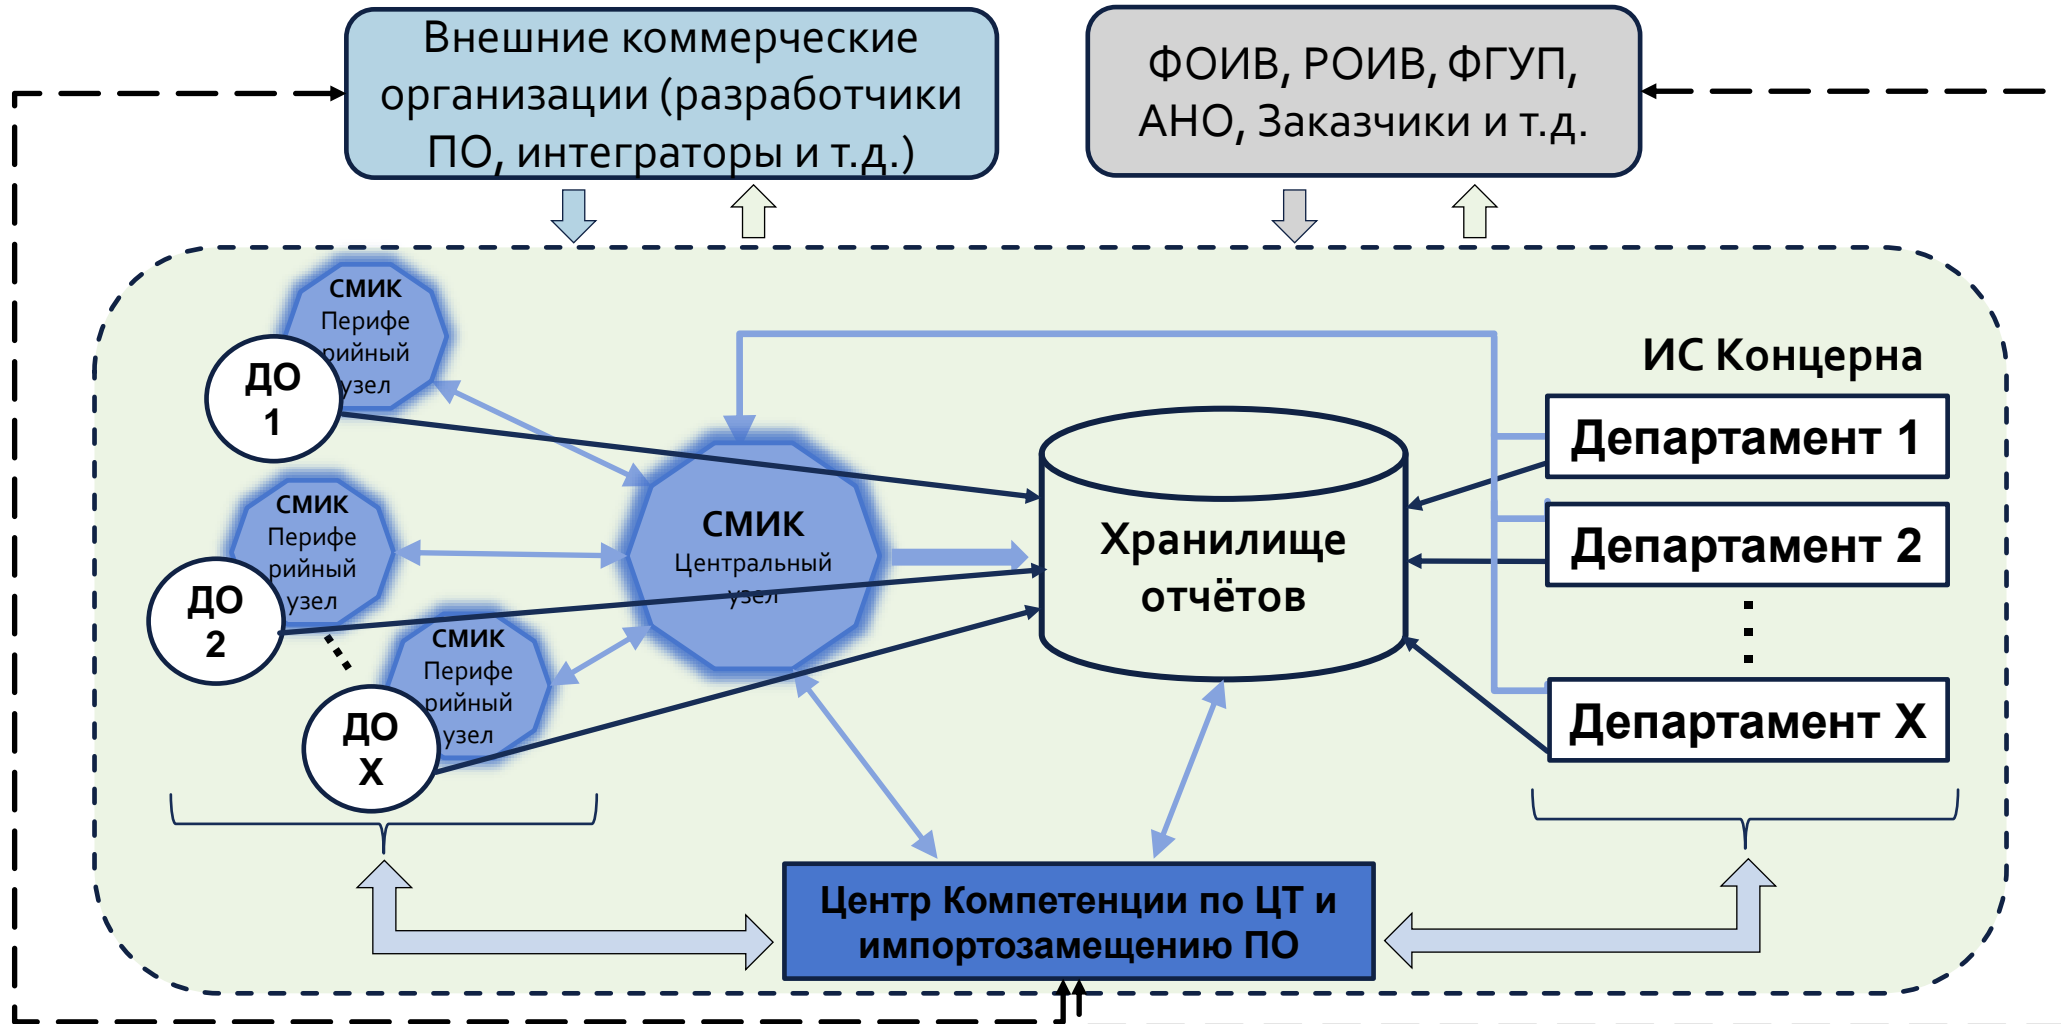 Внешние коммерческие
организации (разработчики
ПО, интеграторы и т.д.)
ФОИВ, РОИВ, ФГУП,
АНО, Заказчики и т.д.
СМИК
Перифе
рийный
узел
ДО
1
СМИК
Перифе
рийный
узел
ДО
2
СМИК
Перифе
рийный
узел
ДО
Х
СМИК
Центральный
узел
Хранилище
отчётов
ИС Концерна
Департамент 1
Департамент 2
Департамент Х
Центр Компетенции по ЦТ и
импортозамещению ПО